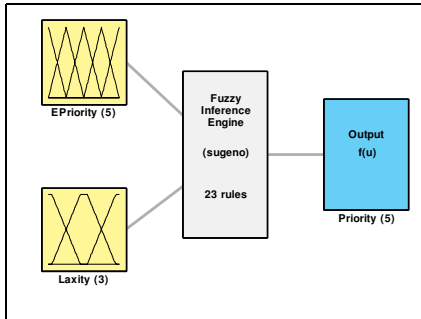 EPriority (5)
Fuzzy
Inference
Engine
(sugeno)
23 rules
Output
f(u)
Priority (5)
Laxity (3)